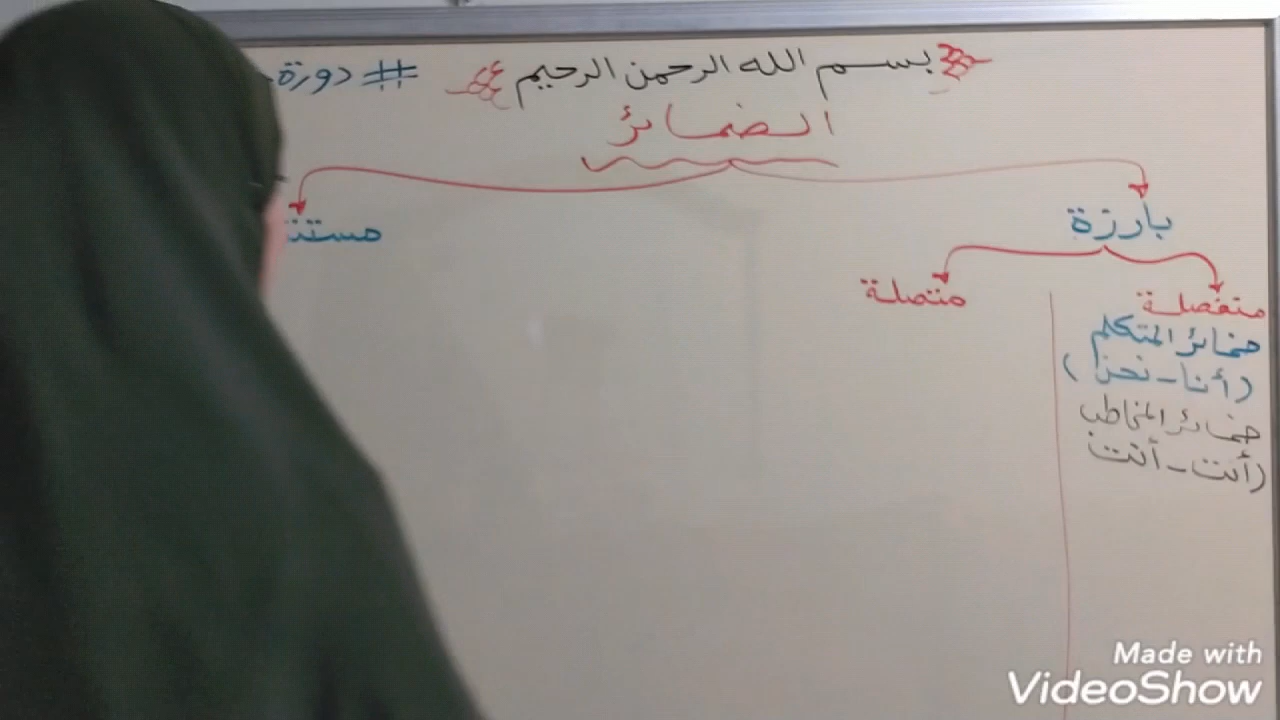 بسم الله الرحمن الرحيم
# دورة
الضمائر
بارزة
منفصلة
متصلة
ضمائر المتكلم
(أنا - نحن)
ضمائر المخاطب
(أنت - أنت
Made with
VideoShow